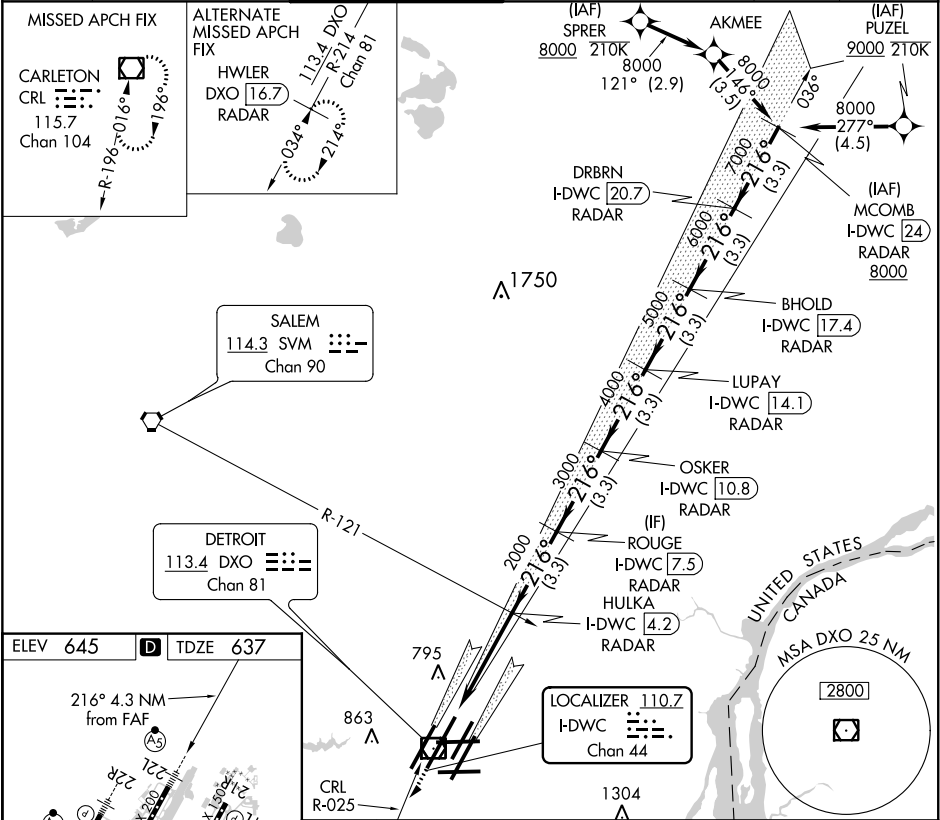 MISSED APCH FIX
CARLETON
CRL
115.7
Chan 104
R-196
016°
196°
ALTERNATE
MISSED APCH
FIX
HWLER
DXO 16.7
RADAR
113.4 DXO
R-214
Chan 81
034°
214°
(IAF)
SPRER
8000 210K
8000
121° (2.9)
AKMEE
8000
146°
(3.5)
(IAF)
PUZEL
9000 210K
036°
8000
277°
(4.5)
(IAF)
MCOMB
I-DWC 24
RADAR
8000
7000
216°
(3.3)
DRBRN
I-DWC 20.7
RADAR
6000
216°
(3.3)
BHOLD
I-DWC 17.4
RADAR
5000
216°
(3.3)
LUPAY
I-DWC 14.1
RADAR
4000
216°
(3.3)
OSKER
I-DWC 10.8
RADAR
3000
216°
(3.3)
(IF)
ROUGE
I-DWC 7.5
RADAR
2000
216°
(3.3)
HULKA
I-DWC 4.2
RADAR
1750
SALEM
114.3 SVM
Chan 90
R-121
DETROIT
113.4 DXO
Chan 81
UNITED STATES
CANADA
MSA DXO 25 NM
2800
795
863
1304
LOCALIZER 110.7
I-DWC
Chan 44
CRL
R-025
ELEV 645 D TDZE 637
216° 4.3 NM
from FAF
A5
22R
22L
21R
X 200
X 150